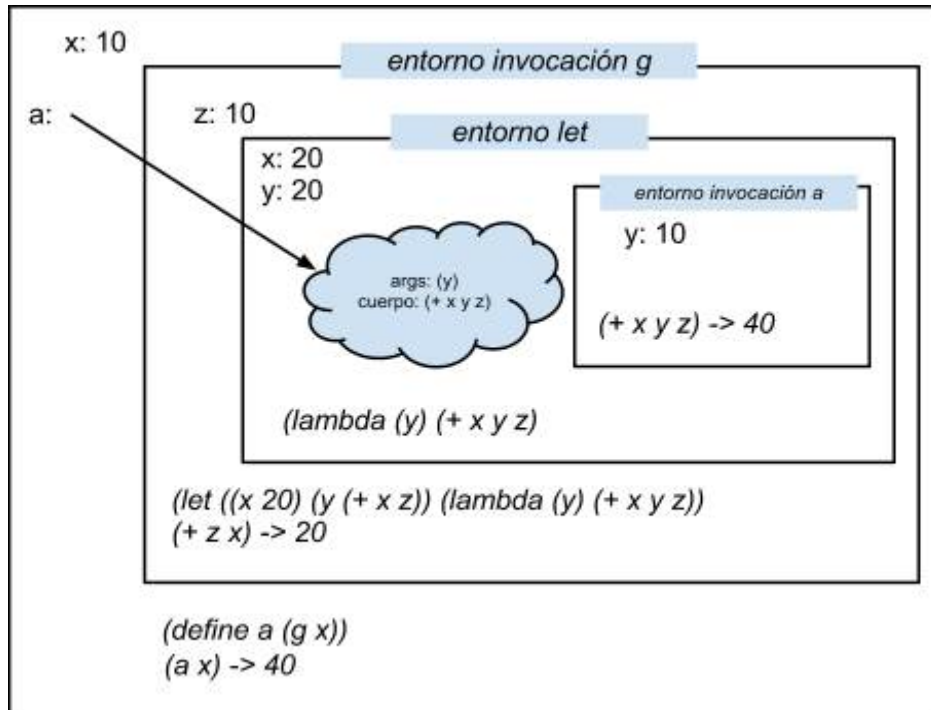 x: 10
entorno invocación g
a:
z: 10
entorno let
x: 20
y: 20
entorno invocación a
y: 10
args: (y)
cuerpo: (+ x y z)
(+ x y z) -> 40
(lambda (y) (+ x y z)
(let ((x 20) (y (+ x z)) (lambda (y) (+ x y z))
(+ z x) -> 20
(define a (g x))
(a x) -> 40